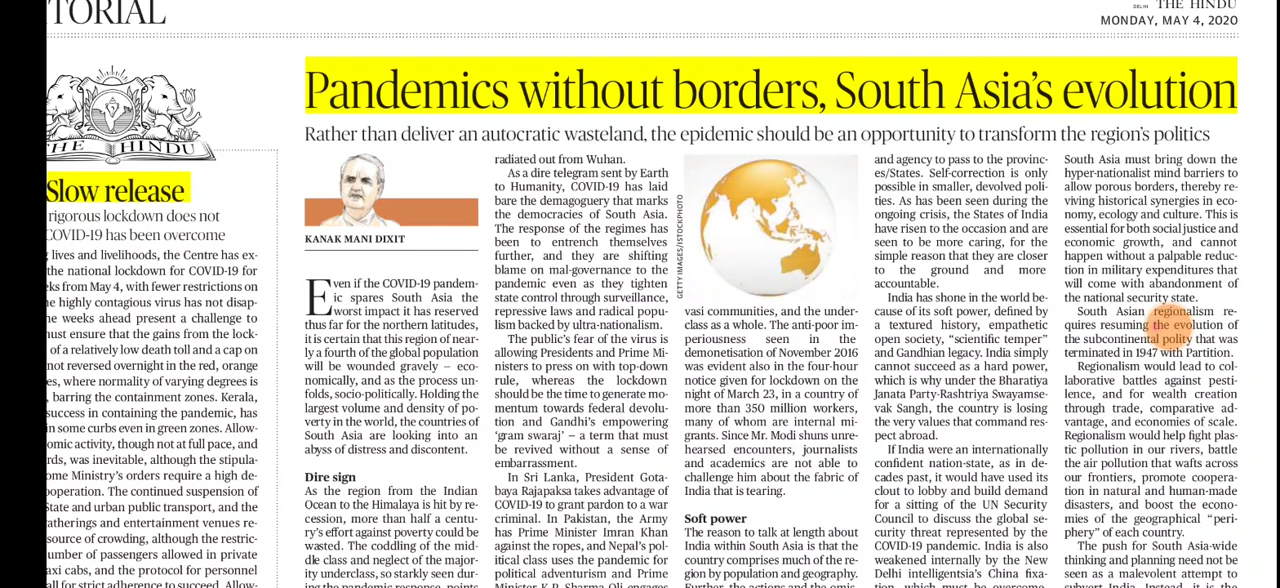 TORIAL
DELHI THE HINDU
MONDAY, MAY 4, 2020
THE HINDU
Slow release
rigorous lockdown does not
COVID-19 has been overcome
lives and livelihoods, the Centre has ex-
the national lockdown for COVID-19 for
ks from May 4, with fewer restrictions on
he highly contagious virus has not disap-
he weeks ahead present a challenge to
ust ensure that the gains from the lock-
of a relatively low death toll and a cap on
not reversed overnight in the red, orange
es, where normality of varying degrees is
, barring the containment zones. Kerala,
success in containing the pandemic, has
in some curbs even in green zones. Allow-
omic activity, though not at full pace, and
rds, was inevitable, although the stipula-
ome Ministry's orders require a high de-
ooperation. The continued suspension of
State and urban public transport, and the
atherings and entertainment venues re-
source of crowding, although the restric-
umber of passengers allowed in private
axi cabs, and the protocol for personnel
all for strict adherence to succeed. Allow-
Pandemics without borders, South Asia's evolution
Rather than deliver an autocratic wasteland, the epidemic should be an opportunity to transform the region's politics
KANAK MANI DIXIT
Even if the COVID-19 pandem-
ic spares South Asia the
worst impact it has reserved
thus far for the northern latitudes,
it is certain that this region of near-
ly a fourth of the global population
will be wounded gravely – eco-
nomically, and as the process un-
folds, socio-politically. Holding the
largest volume and density of po-
verty in the world, the countries of
South Asia are looking into an
abyss of distress and discontent.
Dire sign
As the region from the Indian
Ocean to the Himalaya is hit by re-
cession, more than half a centu-
ry's effort against poverty could be
wasted. The coddling of the mid-
dle class and neglect of the major-
ity underclass, so starkly seen dur-
ing the pandemic response, points
radiated out from Wuhan.
As a dire telegram sent by Earth
to Humanity, COVID-19 has laid
bare the demagoguery that marks
the democracies of South Asia.
The response of the regimes has
been to entrench themselves
further, and they are shifting
blame on mal-governance to the
pandemic even as they tighten
state control through surveillance,
repressive laws and radical popu-
lism backed by ultra-nationalism.
The public's fear of the virus is
allowing Presidents and Prime Mi-
nisters to press on with top-down
rule, whereas the lockdown
should be the time to generate mo-
mentum towards federal devolu-
tion and Gandhi's empowering
'gram swaraj' – a term that must
be revived without a sense of
embarrassment.
In Sri Lanka, President Gota-
baya Rajapaksa takes advantage of
COVID-19 to grant pardon to a war
criminal. In Pakistan, the Army
has Prime Minister Imran Khan
against the ropes, and Nepal's pol-
itical class uses the pandemic for
political adventurism and Prime
Minister K.P. Sharma Oli engages
GETTY IMAGES/ISTOCKPHOTO
vasi communities, and the under-
class as a whole. The anti-poor im-
periousness seen in the
demonetisation of November 2016
was evident also in the four-hour
notice given for lockdown on the
night of March 23, in a country of
more than 350 million workers,
many of whom are internal mi-
grants. Since Mr. Modi shuns unre-
hearsed encounters, journalists
and academics are not able to
challenge him about the fabric of
India that is tearing.
Soft power
The reason to talk at length about
India within South Asia is that the
country comprises much of the re-
gion by population and geography.
Further, the actions and the omis-
and agency to pass to the provinc-
es/States. Self-correction is only
possible in smaller, devolved poli-
ties. As has been seen during the
ongoing crisis, the States of India
have risen to the occasion and are
seen to be more caring, for the
simple reason that they are closer
to the ground and more
accountable.
India has shone in the world be-
cause of its soft power, defined by
a textured history, empathetic
open society, "scientific temper"
and Gandhian legacy. India simply
cannot succeed as a hard power,
which is why under the Bharatiya
Janata Party-Rashtriya Swayamse-
vak Sangh, the country is losing
the very values that command res-
pect abroad.
If India were an internationally
confident nation-state, as in de-
cades past, it would have used its
clout to lobby and build demand
for a sitting of the UN Security
Council to discuss the global se-
curity threat represented by the
COVID-19 pandemic. India is also
weakened internally by the New
Delhi intelligentsia's China fixa-
tion, which must be overcome.
South Asia must bring down the
hyper-nationalist mind barriers to
allow porous borders, thereby re-
viving historical synergies in eco-
nomy, ecology and culture. This is
essential for both social justice and
economic growth, and cannot
happen without a palpable reduc-
tion in military expenditures that
will come with abandonment of
the national security state.
South Asian regionalism re-
quires resuming the evolution of
the subcontinental polity that was
terminated in 1947 with Partition.
Regionalism would lead to col-
laborative battles against pesti-
lence, and for wealth creation
through trade, comparative ad-
vantage, and economies of scale.
Regionalism would help fight plas-
tic pollution in our rivers, battle
the air pollution that wafts across
our frontiers, promote coopera-
tion in natural and human-made
disasters, and boost the econo-
mies of the geographical "peri-
phery" of each country.
The push for South Asia-wide
thinking and planning need not be
seen as a malevolent attempt to
subvert India. Instead, it is the